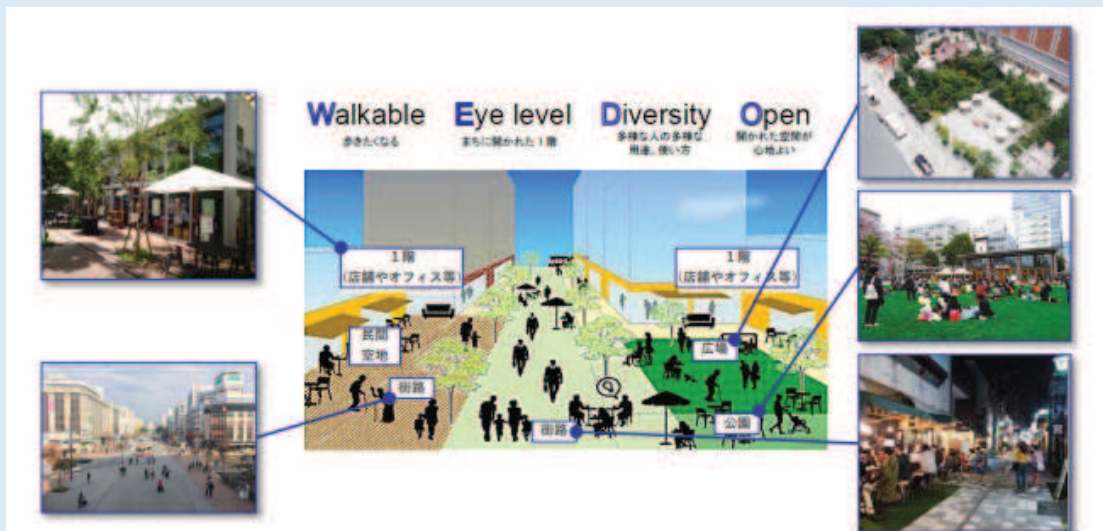 Walkable
歩きたくなる
Eye level
まちに開かれた1階
Diversity
多様な人の多様な
用途、使い方
Open
開かれた空間が
心地よい
1階
(店舗やオフィス等)
1階
(店舗やオフィス等)
民間
空地
街路
広場
街路
公園